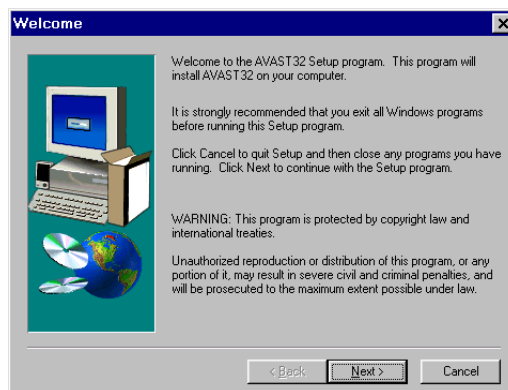 Welcome
Welcome to the AVAST32 Setup program. This program will
install AVAST32 on your computer.
It is strongly recommended that you exit all Windows programs
before running this Setup program.
Click Cancel to quit Setup and then close any programs you have
running. Click Next to continue with the Setup program.
WARNING: This program is protected by copyright law and
international treaties.
Unauthorized reproduction or distribution of this program, or any
portion of it, may result in severe civil and criminal penalties, and
will be prosecuted to the maximum extent possible under law.
< Back
Next >
Cancel